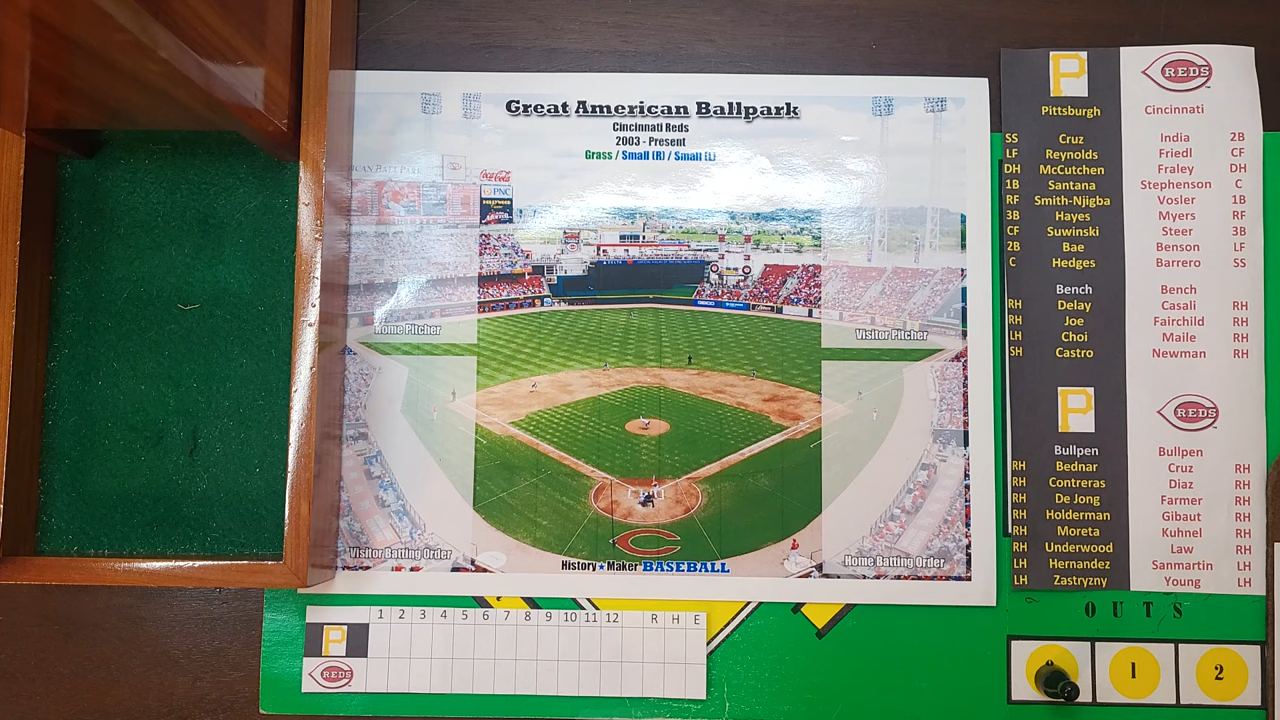 Great American Ballpark
Cincinnati Reds
2003 - Present
Grass / Small (R) / Small (L)
Coca-Cola
PNC
Home Pitcher
Visitor Pitcher
Visitor Batting Order
Home Batting Order
History★Maker BASEBALL
1 2 3 4 5 6 7 8 9 10 11 12 R H E
P
REDS
P REDS
Pittsburgh Cincinnati
SS Cruz India 2B
LF Reynolds Friedl CF
DH McCutchen Fraley DH
1B Santana Stephenson C
RF Smith-Njigba Vosler 1B
3B Hayes Myers RF
CF Suwinski Steer 3B
2B Bae Benson LF
C Hedges Barrero SS
Bench Bench
RH Delay Casali RH
RH Joe Fairchild RH
LH Choi Maile RH
SH Castro Newman RH
P REDS
Bullpen Bullpen
RH Bednar Cruz RH
RH Contreras Diaz RH
RH De Jong Farmer RH
RH Holderman Gibaut RH
RH Moreta Kuhnel RH
RH Underwood Law RH
LH Hernandez Sanmartin LH
LH Zastryzny Young LH
OUTS
1 2